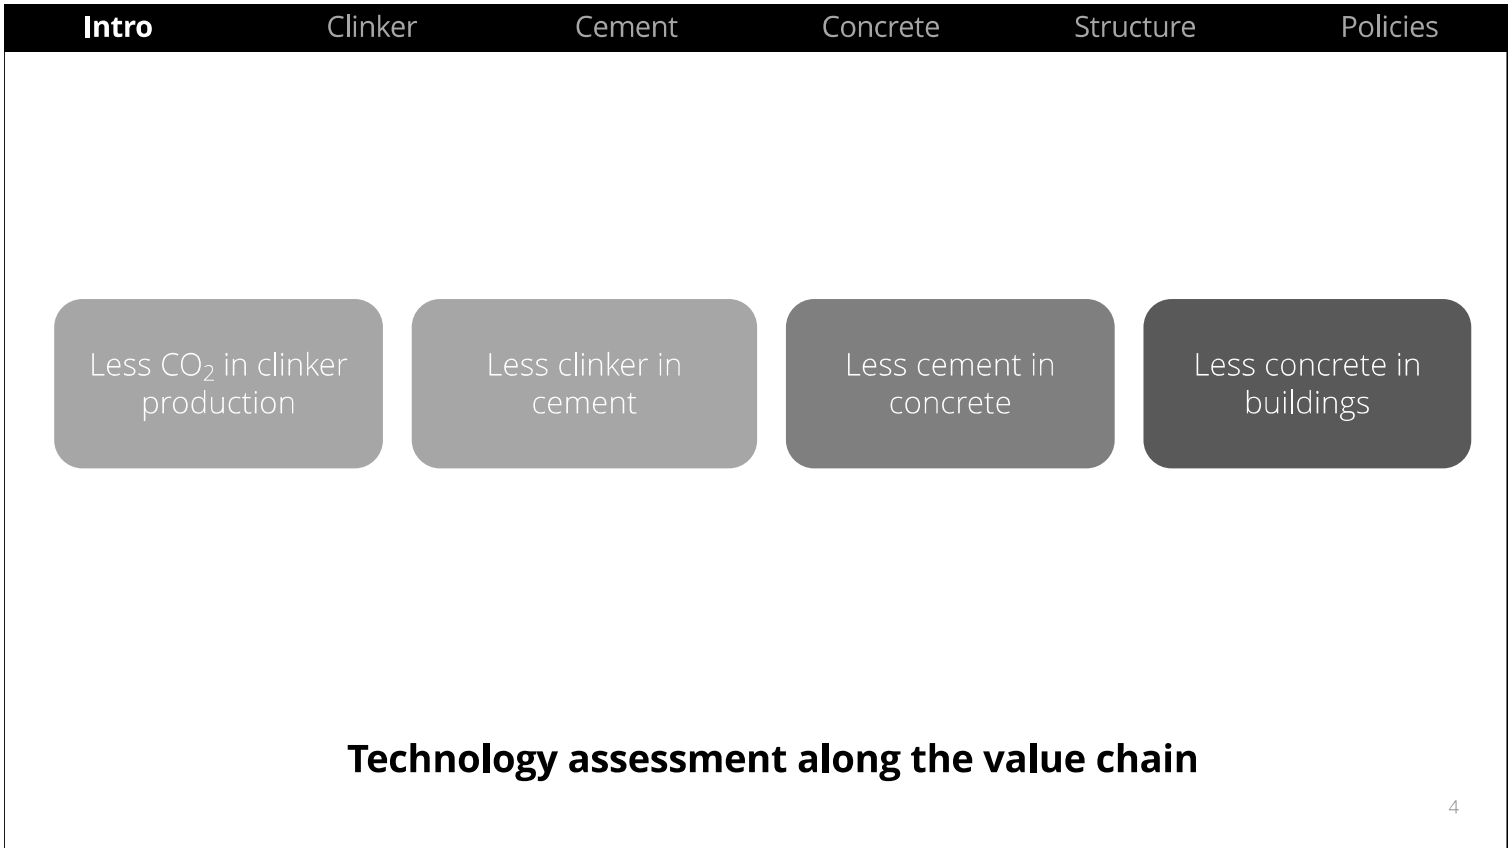 Intro Clinker Cement Concrete Structure Policies
Less CO₂ in clinker
production
Less clinker in
cement
Less cement in
concrete
Less concrete in
buildings
Technology assessment along the value chain
4